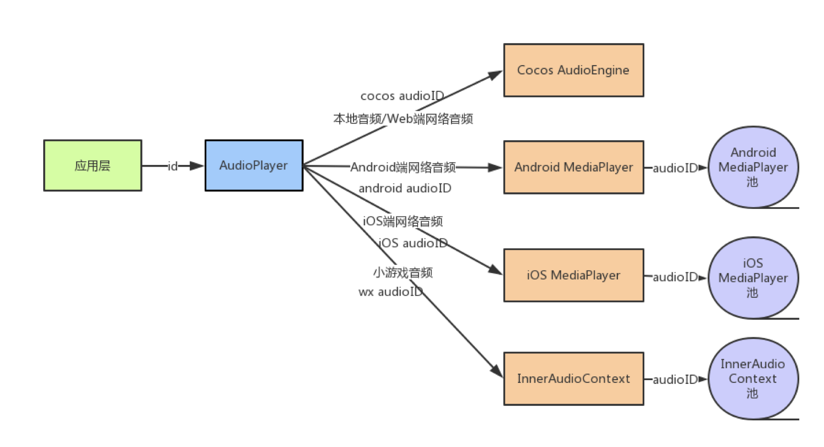 Cocos AudioEngine
cocos audioID
本地音频/Web端网络音频
应用层
id
AudioPlayer
Android端网络音频
android audioID
Android MediaPlayer
audioID
Android
MediaPlayer
池
iOS端网络音频
iOS audioID
iOS MediaPlayer
audioID
iOS
MediaPlayer
池
小游戏音频
wx audioID
InnerAudioContext
audioID
InnerAudio
Context
池